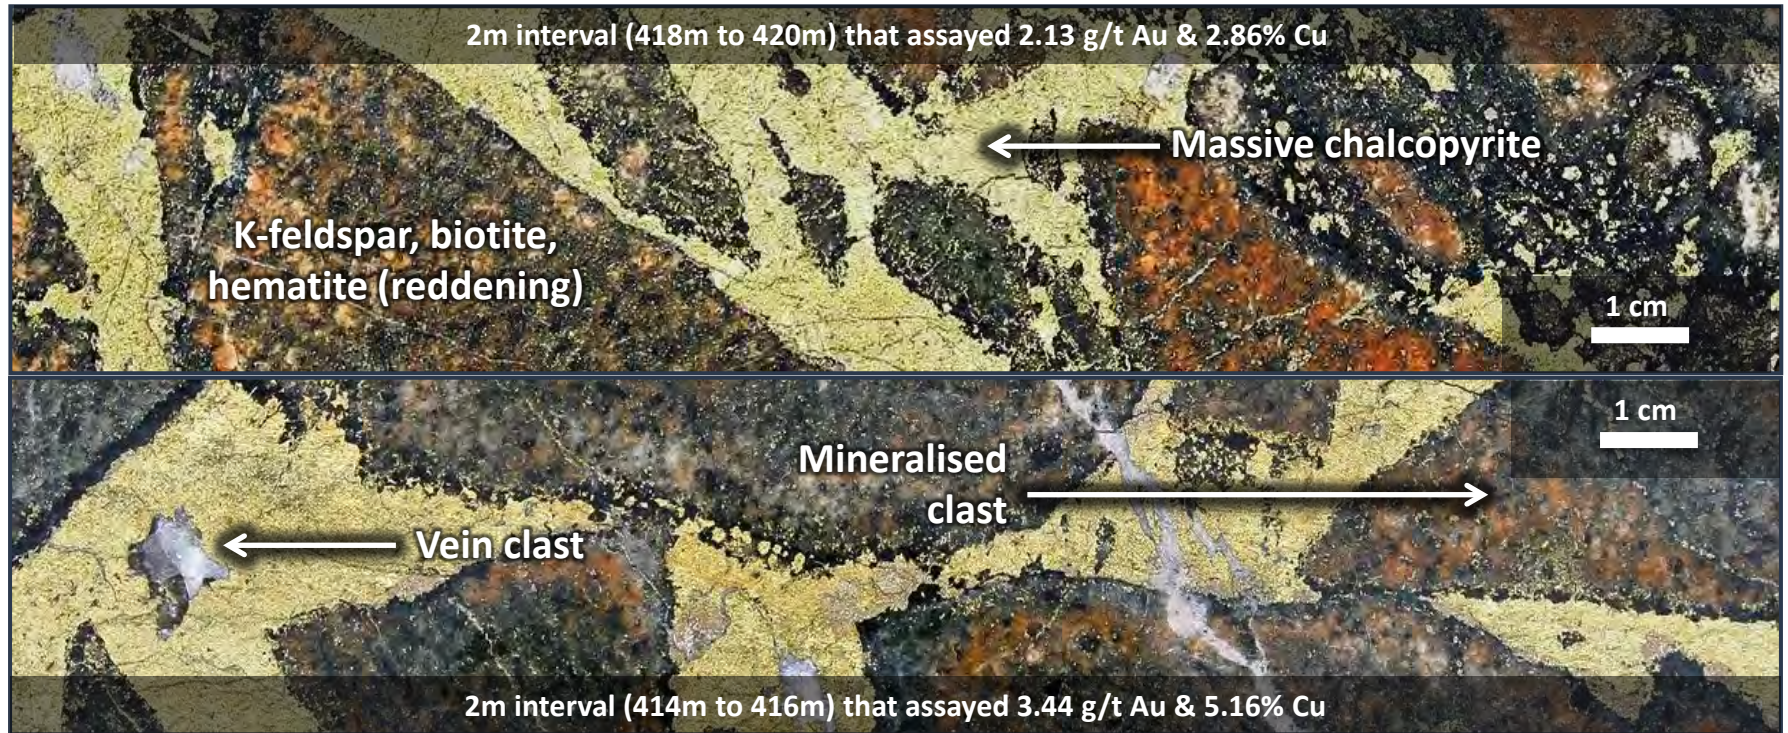 2m interval (418m to 420m) that assayed 2.13 g/t Au & 2.86% Cu
Massive chalcopyrite
K-feldspar, biotite,
hematite (reddening)
1 cm
1 cm
Mineralised
clast
Vein clast
2m interval (414m to 416m) that assayed 3.44 g/t Au & 5.16% Cu